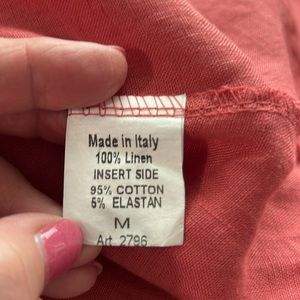 Made in Italy
100% Linen
INSERT SIDE
95% COTTON
5% ELASTAN
M
Art. 2796